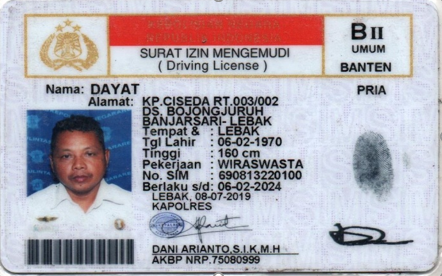 REPUBLIK INDONESIA
SURAT IZIN MENGEMUDI
( Driving License )
B II
UMUM
BANTEN
PRIA
Nama: DAYAT
Alamat: KP.CISEDA RT.003/002
DS. BOJONGJURUH
BANJARSARI- LEBAK
Tempat & : LEBAK
Tgl Lahir : 06-02-1970
Tinggi : 160 cm
Pekerjaan : WIRASWASTA
No. SIM : 690813220100
Berlaku s/d: 06-02-2024
LEBAK, 08-07-2019
KAPOLRES
DANI ARIANTO,S.I.K,M.H
AKBP NRP.75080999